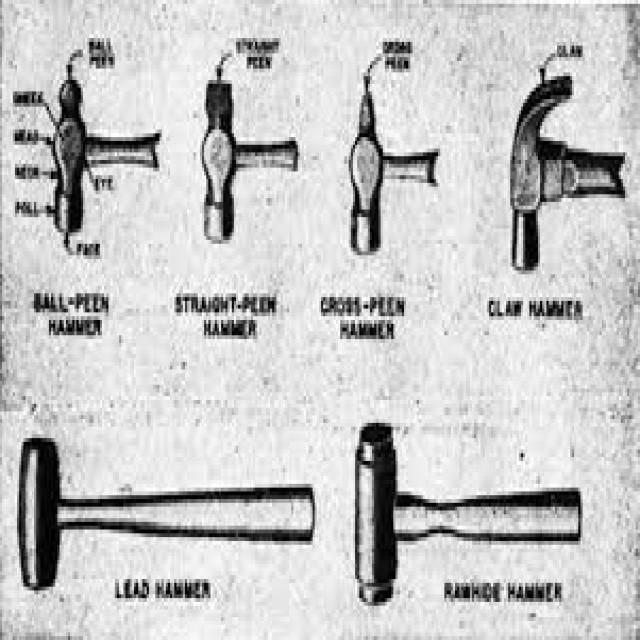 BALL
PEEN
STRAIGHT
PEEN
CROSS
PEEN
CLAW
CHEEK
HEAD
NECK
EYE
POLL
FACE
BALL-PEEN
HAMMER
STRAIGHT-PEEN
HAMMER
CROSS-PEEN
HAMMER
CLAW HAMMER
LEAD HAMMER
RAWHIDE HAMMER